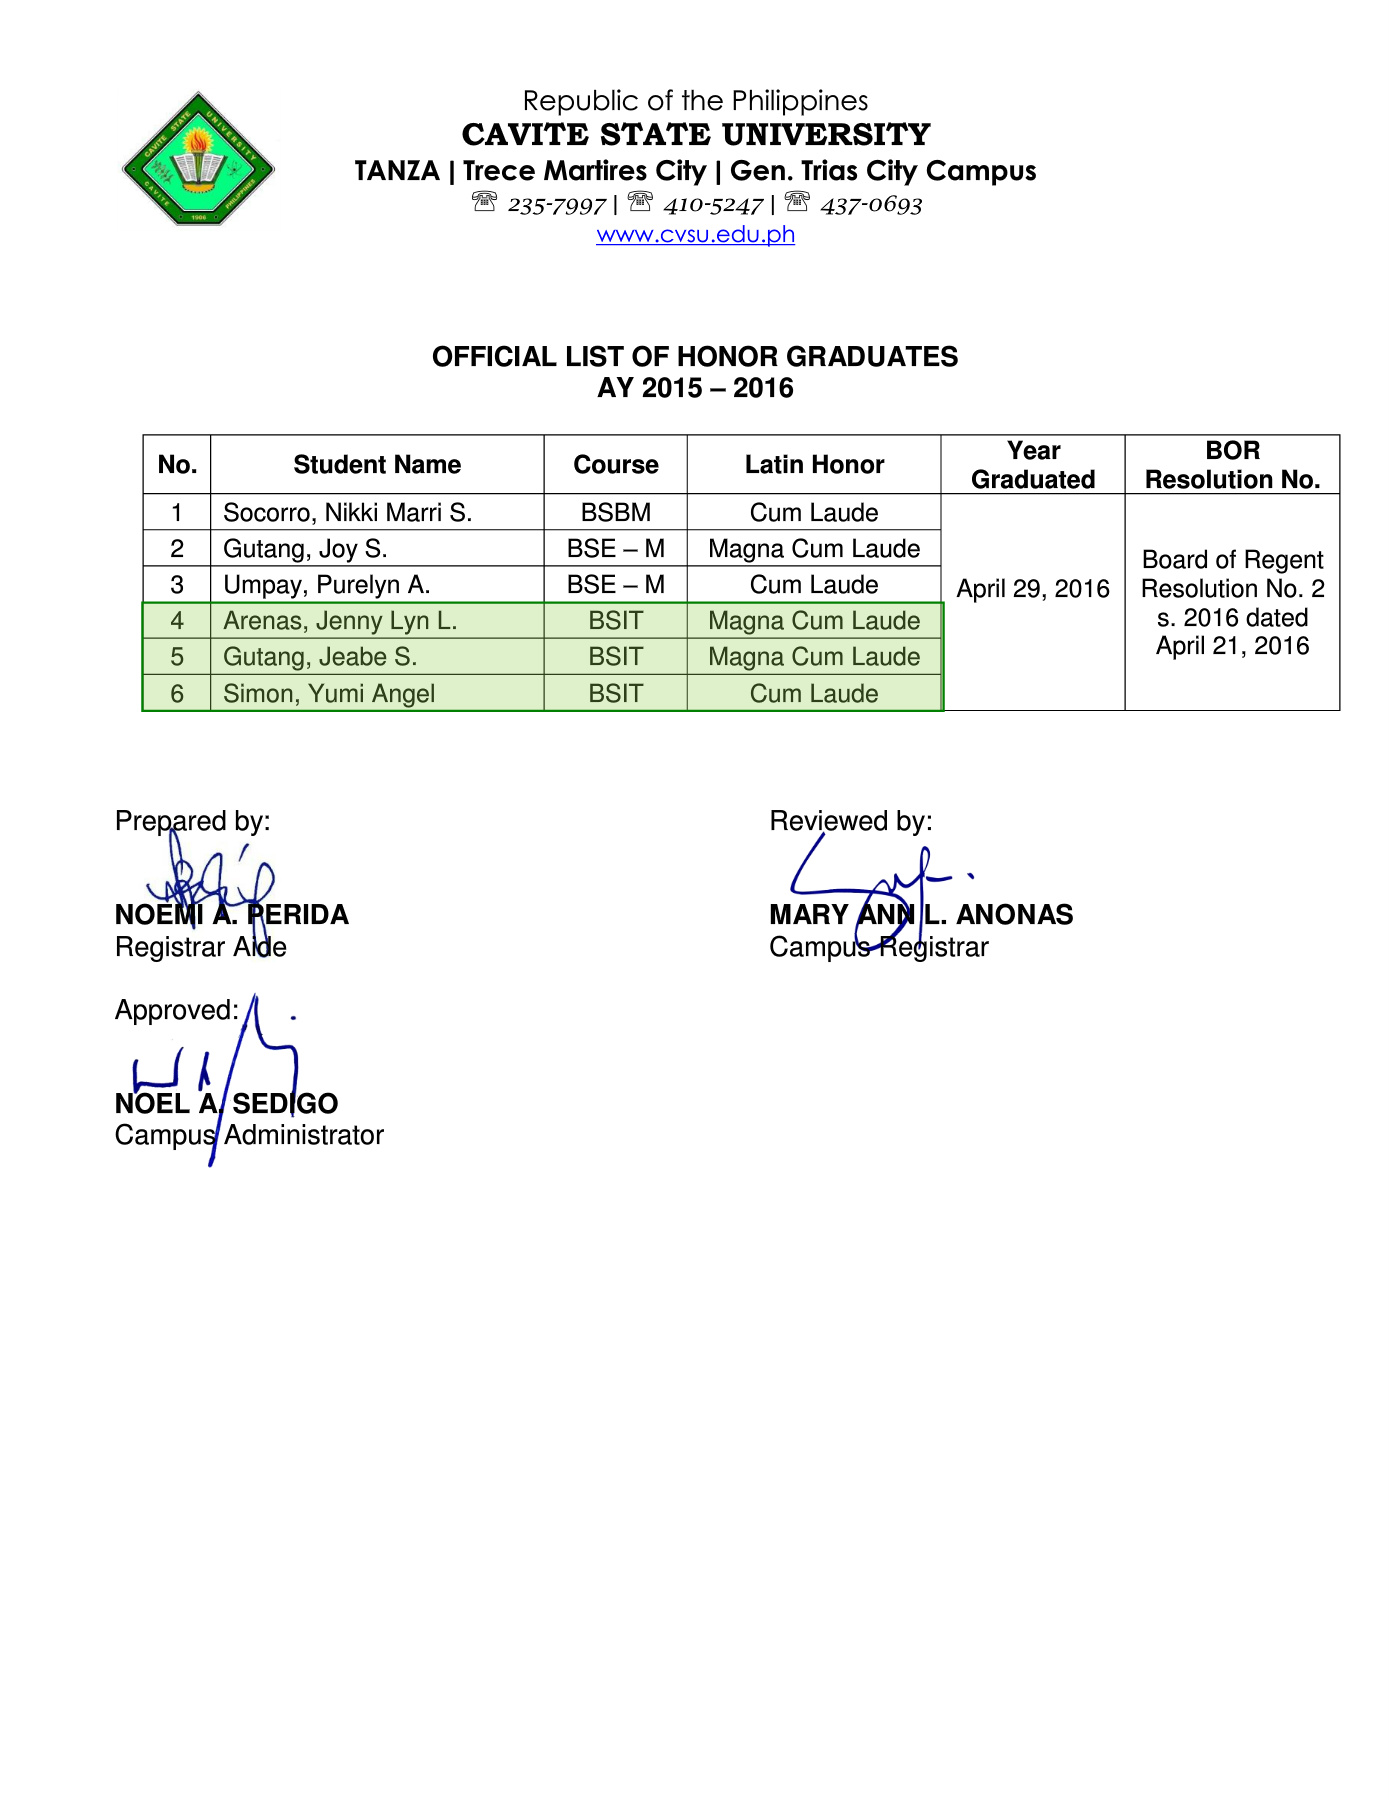 CAVITE STATE UNIVERSITY
CAVITE PHILIPPINES
1906
Republic of the Philippines
CAVITE STATE UNIVERSITY
TANZA | Trece Martires City | Gen. Trias City Campus
☏ 235-7997 | ☏ 410-5247 | ☏ 437-0693
www.cvsu.edu.ph
OFFICIAL LIST OF HONOR GRADUATES
AY 2015 – 2016
No. Student Name Course Latin Honor Year Graduated BOR Resolution No.
1 Socorro, Nikki Marri S. BSBM Cum Laude
2 Gutang, Joy S. BSE – M Magna Cum Laude
3 Umpay, Purelyn A. BSE – M Cum Laude
4 Arenas, Jenny Lyn L. BSIT Magna Cum Laude
5 Gutang, Jeabe S. BSIT Magna Cum Laude
6 Simon, Yumi Angel BSIT Cum Laude
April 29, 2016
Board of Regent
Resolution No. 2
s. 2016 dated
April 21, 2016
Prepared by:
NOEMI A. PERIDA
Registrar Aide
Reviewed by:
MARY ANN L. ANONAS
Campus Registrar
Approved:
NOEL A. SEDIGO
Campus Administrator